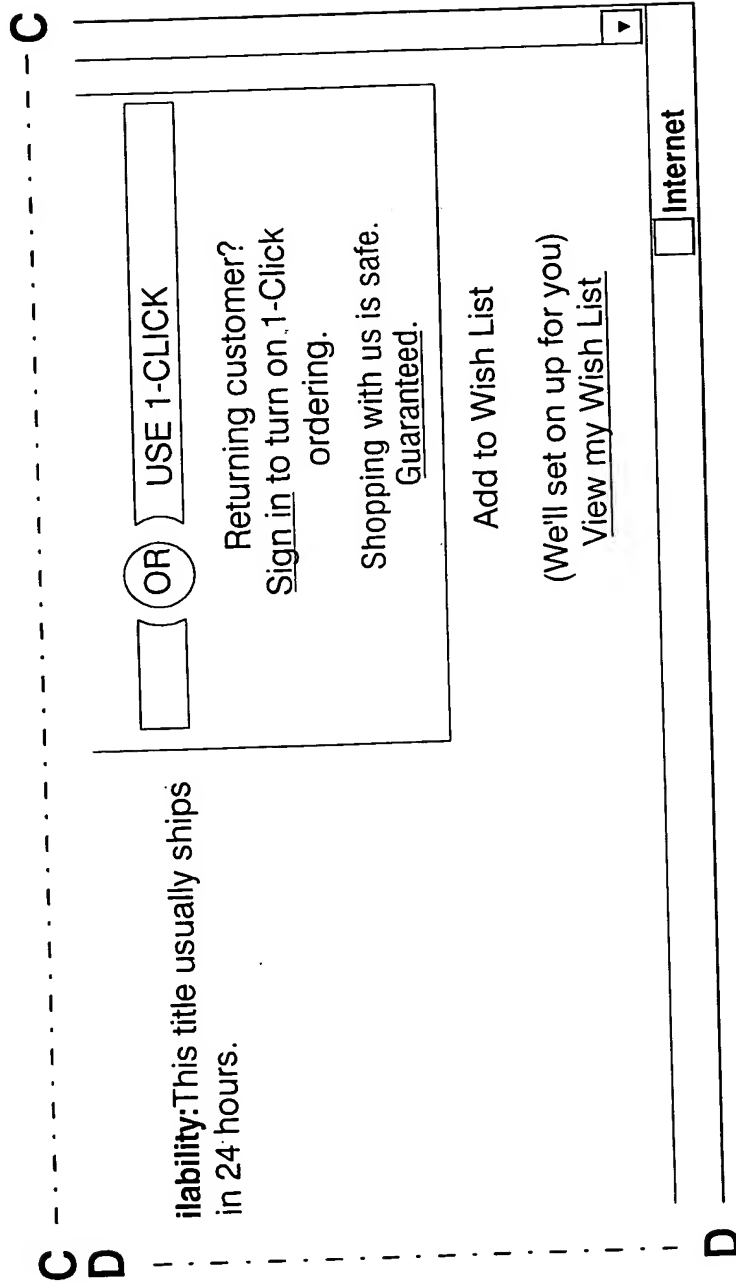 C C
D
OR USE 1-CLICK
Returning customer?
Sign in to turn on 1-Click
ordering.
Shopping with us is safe.
Guaranteed.
ilability:This title usually ships
in 24 hours.
Add to Wish List
(We'll set on up for you)
View my Wish List
Internet
D